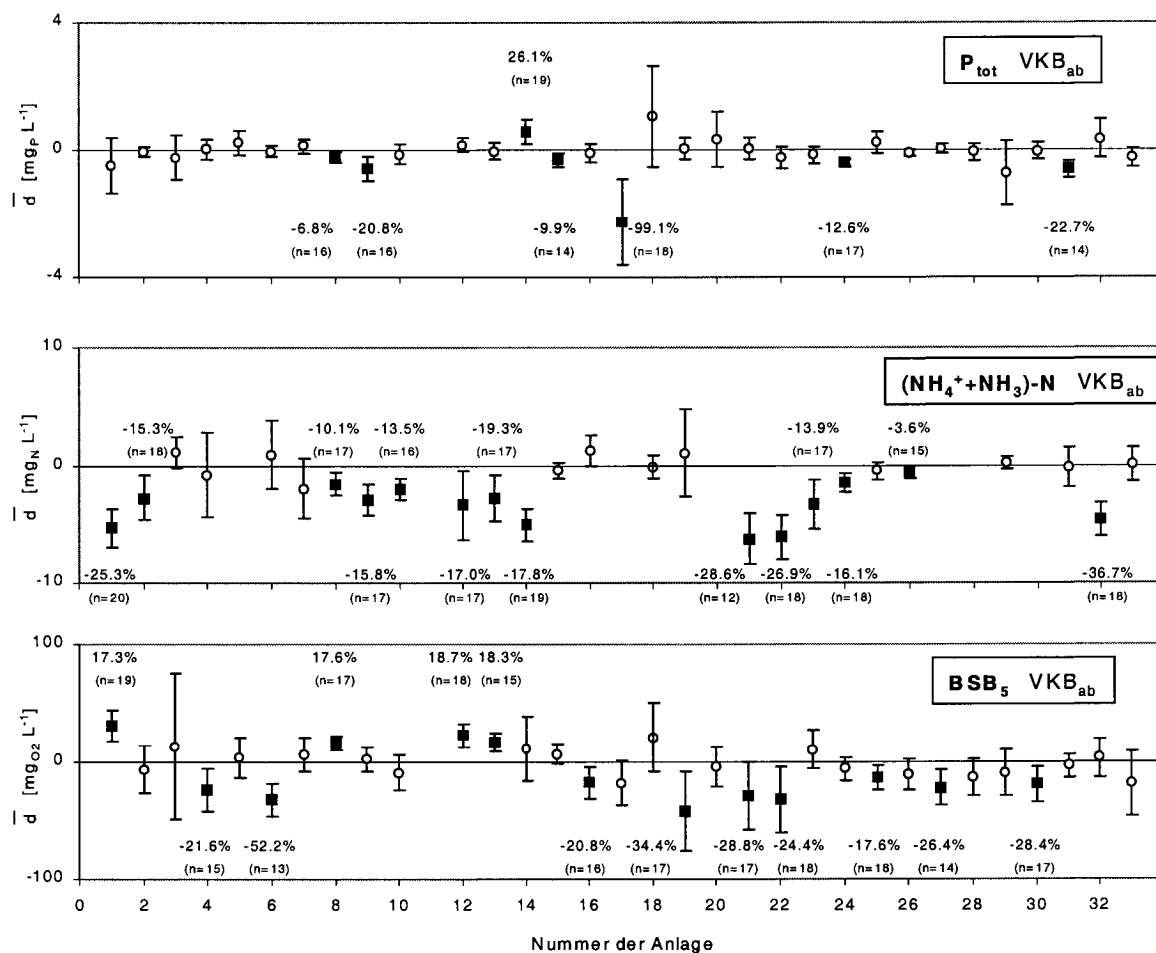 4
26.1%
(n=19)
P_tot VKB_ab
d̄ [mg_P L⁻¹]
0
-6.8% -20.8% -9.9% -99.1% -12.6% -22.7%
(n=16) (n=16) (n=14) (n=18) (n=17) (n=14)
-4
10
(NH₄⁺+NH₃)-N VKB_ab
-15.3% -10.1% -13.5% -19.3% -13.9% -3.6%
(n=18) (n=17) (n=16) (n=17) (n=17) (n=15)
d̄ [mg_N L⁻¹]
0
-10
-25.3% -15.8% -17.0% -17.8% -28.6% -26.9% -16.1% -36.7%
(n=20) (n=17) (n=17) (n=19) (n=12) (n=18) (n=18) (n=18)
100
17.3% 17.6% 18.7% 18.3%
(n=19) (n=17) (n=18) (n=15)
BSB₅ VKB_ab
d̄ [mg_O2 L⁻¹]
0
-21.6% -52.2% -20.8% -34.4% -28.8% -24.4% -17.6% -26.4% -28.4%
(n=15) (n=13) (n=16) (n=17) (n=17) (n=18) (n=18) (n=14) (n=17)
-100
0 2 4 6 8 10 12 14 16 18 20 22 24 26 28 30 32
Nummer der Anlage